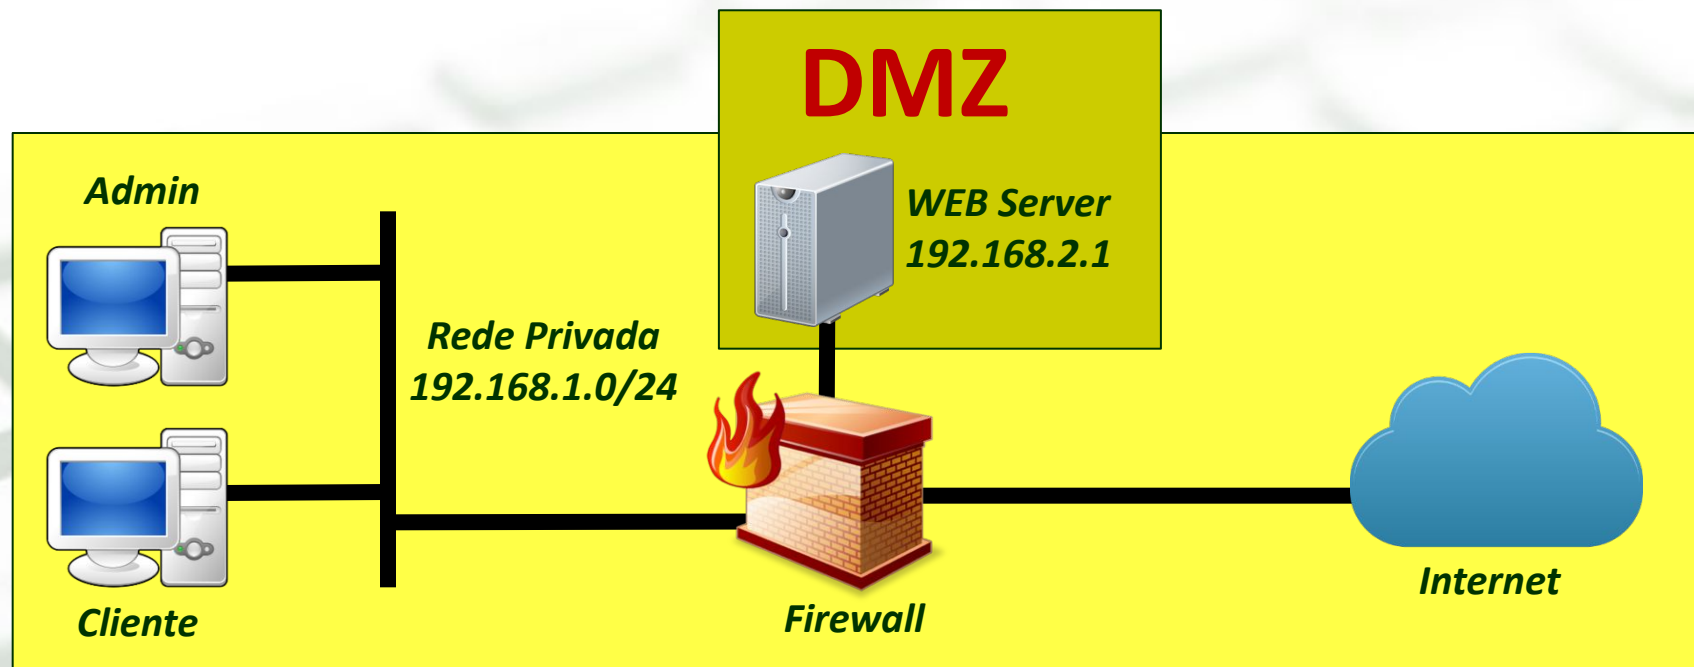 DMZ
Admin
WEB Server
192.168.2.1
Rede Privada
192.168.1.0/24
Internet
Firewall
Cliente